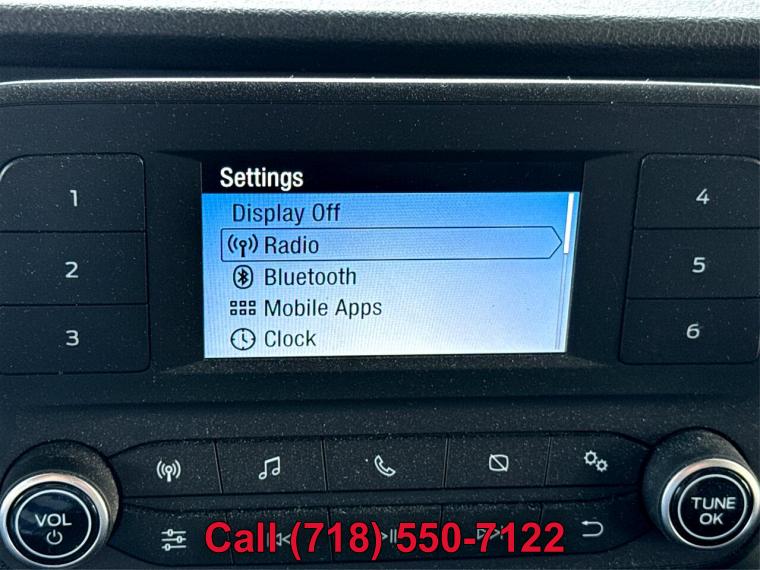 Settings
Display Off
Radio
Bluetooth
Mobile Apps
Clock
1
2
3
4
5
6
VOL
TUNE
OK
Call (718) 550-7122